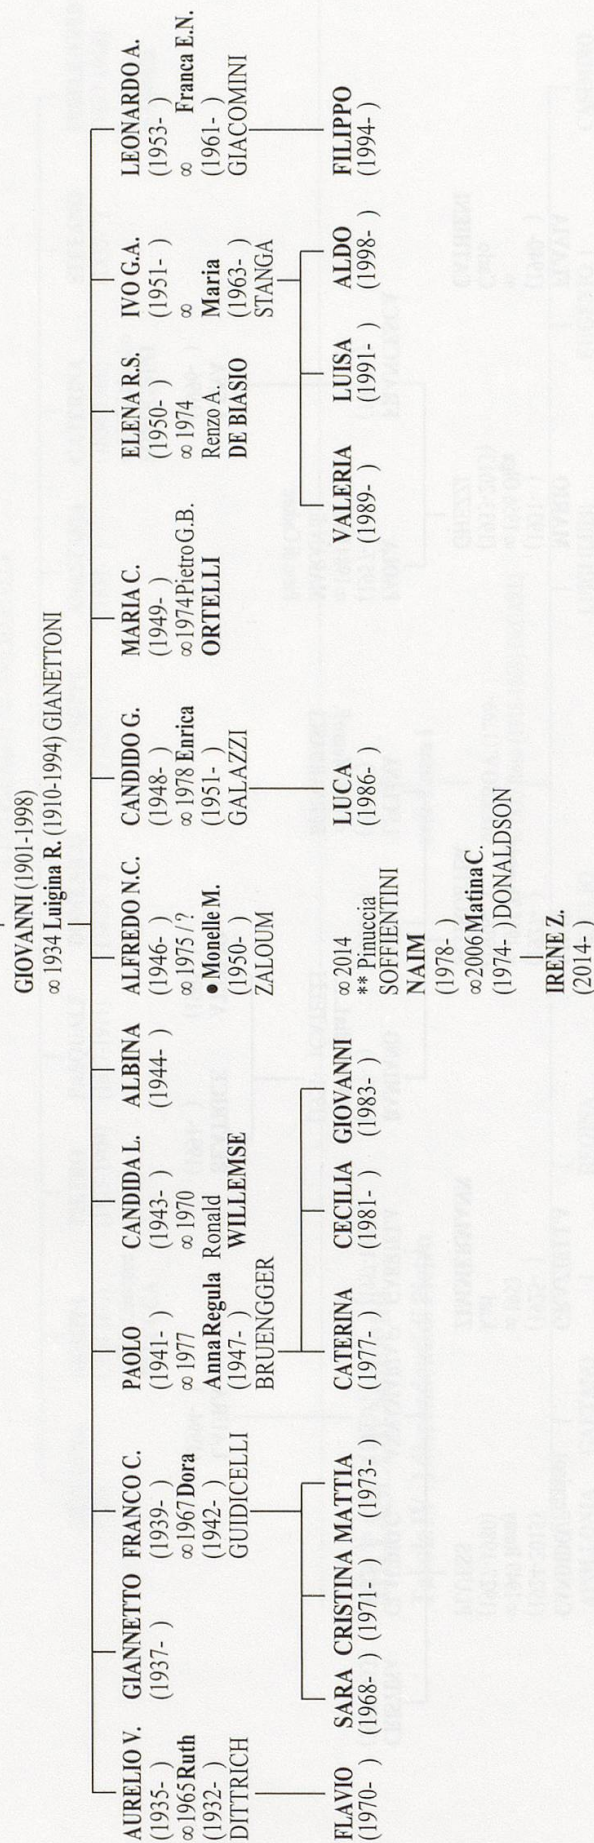 GIOVANNI (1901-1998)
∞ 1934 Luigina R. (1910-1994) GIANETTONI
AURELIO V.
(1935- )
∞ 1965 Ruth
(1932- )
DITTRICH
GIANNETTO
(1937- )
FRANCO C.
(1939- )
∞ 1967 Dora
(1942- )
GUIDICELLI
PAOLO
(1941- )
∞ 1977
Anna Regula
(1947- )
BRUENGGER
CANDIDA L.
(1943- )
∞ 1970
Ronald
WILLEMSE
ALBINA
(1944- )
ALFREDO N.C.
(1946- )
∞ 1975 / ?
● Monelle M.
(1950- )
ZALOUM
CANDIDO G.
(1948- )
∞ 1978 Enrica
(1951- )
GALAZZI
MARIA C.
(1949- )
∞ 1974 Pietro G.B.
ORTELLI
ELENA R.S.
(1950- )
∞ 1974
Renzo A.
DE BIASIO
IVO G.A.
(1951- )
∞
Maria
(1963- )
STANGA
LEONARDO A.
(1953- )
∞ Franca E.N.
(1961- )
GIACOMINI
FLAVIO
(1970- )
SARA
(1968- )
CRISTINA
(1971- )
MATTIA
(1973- )
CATERINA
(1977- )
CECILIA
(1981- )
GIOVANNI
(1983- )
∞ 2014
** Pinuccia
SOFFIENTINI
NAIM
(1978- )
∞ 2006 Matina C.
(1974- ) DONALDSON
IRENE Z.
(2014- )
LUCA
(1986- )
VALERIA
(1989- )
LUISA
(1991- )
ALDO
(1998- )
FILIPPO
(1994- )